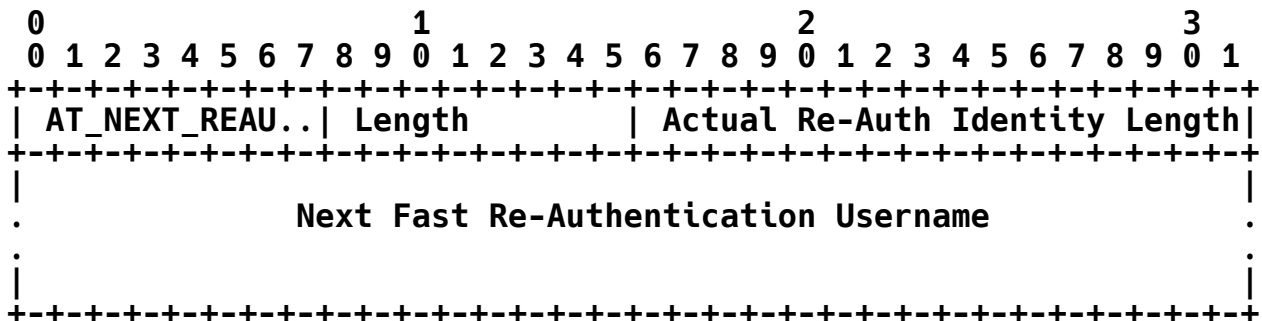 0                   1                   2                   3
 0 1 2 3 4 5 6 7 8 9 0 1 2 3 4 5 6 7 8 9 0 1 2 3 4 5 6 7 8 9 0 1
+-+-+-+-+-+-+-+-+-+-+-+-+-+-+-+-+-+-+-+-+-+-+-+-+-+-+-+-+-+-+-+-+
| AT_NEXT_REAU..| Length        | Actual Re-Auth Identity Length|
+-+-+-+-+-+-+-+-+-+-+-+-+-+-+-+-+-+-+-+-+-+-+-+-+-+-+-+-+-+-+-+-+
|                                                               |
.              Next Fast Re-Authentication Username             .
.                                                               .
|                                                               |
+-+-+-+-+-+-+-+-+-+-+-+-+-+-+-+-+-+-+-+-+-+-+-+-+-+-+-+-+-+-+-+-+